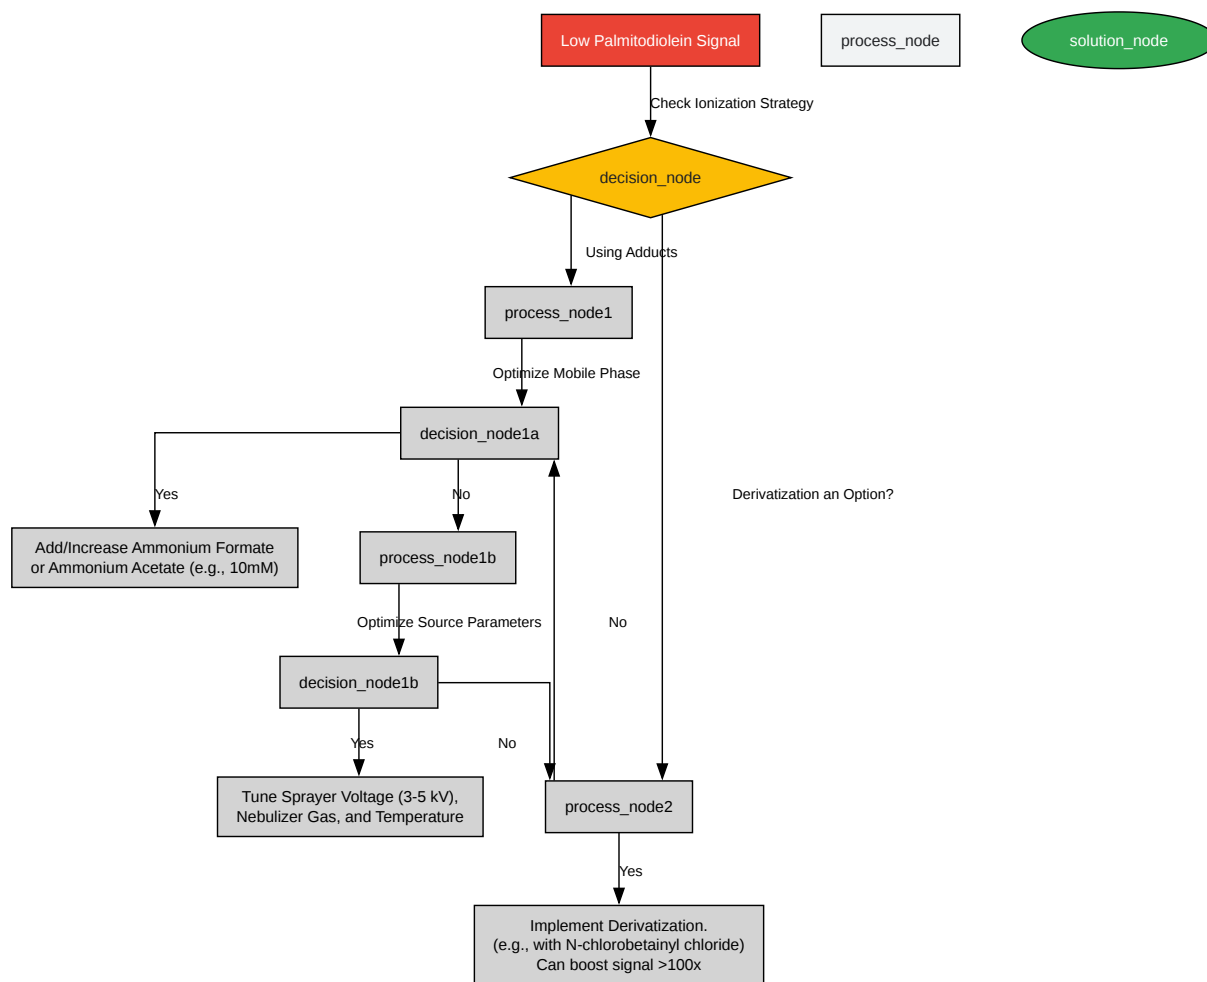 Low Palmitodiolein Signal
process_node
solution_node
Check Ionization Strategy
decision_node
Using Adducts
process_node1
Optimize Mobile Phase
decision_node1a
Yes
No
Derivatization an Option?
Add/Increase Ammonium Formate
or Ammonium Acetate (e.g., 10mM)
process_node1b
Optimize Source Parameters
No
decision_node1b
Yes
No
Tune Sprayer Voltage (3-5 kV),
Nebulizer Gas, and Temperature
process_node2
Yes
Implement Derivatization.
(e.g., with N-chlorobetainyl chloride)
Can boost signal >100x